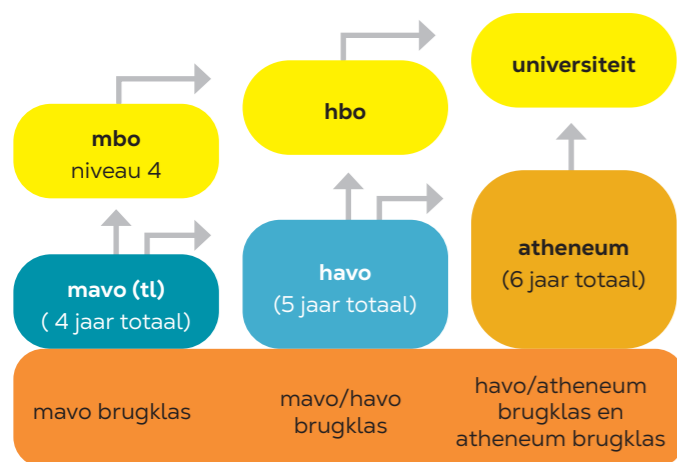 universiteit
hbo
mbo
niveau 4
atheneum
(6 jaar totaal)
havo
(5 jaar totaal)
mavo (tl)
( 4 jaar totaal)
mavo brugklas
mavo/havo
brugklas
havo/atheneum
brugklas en
atheneum brugklas